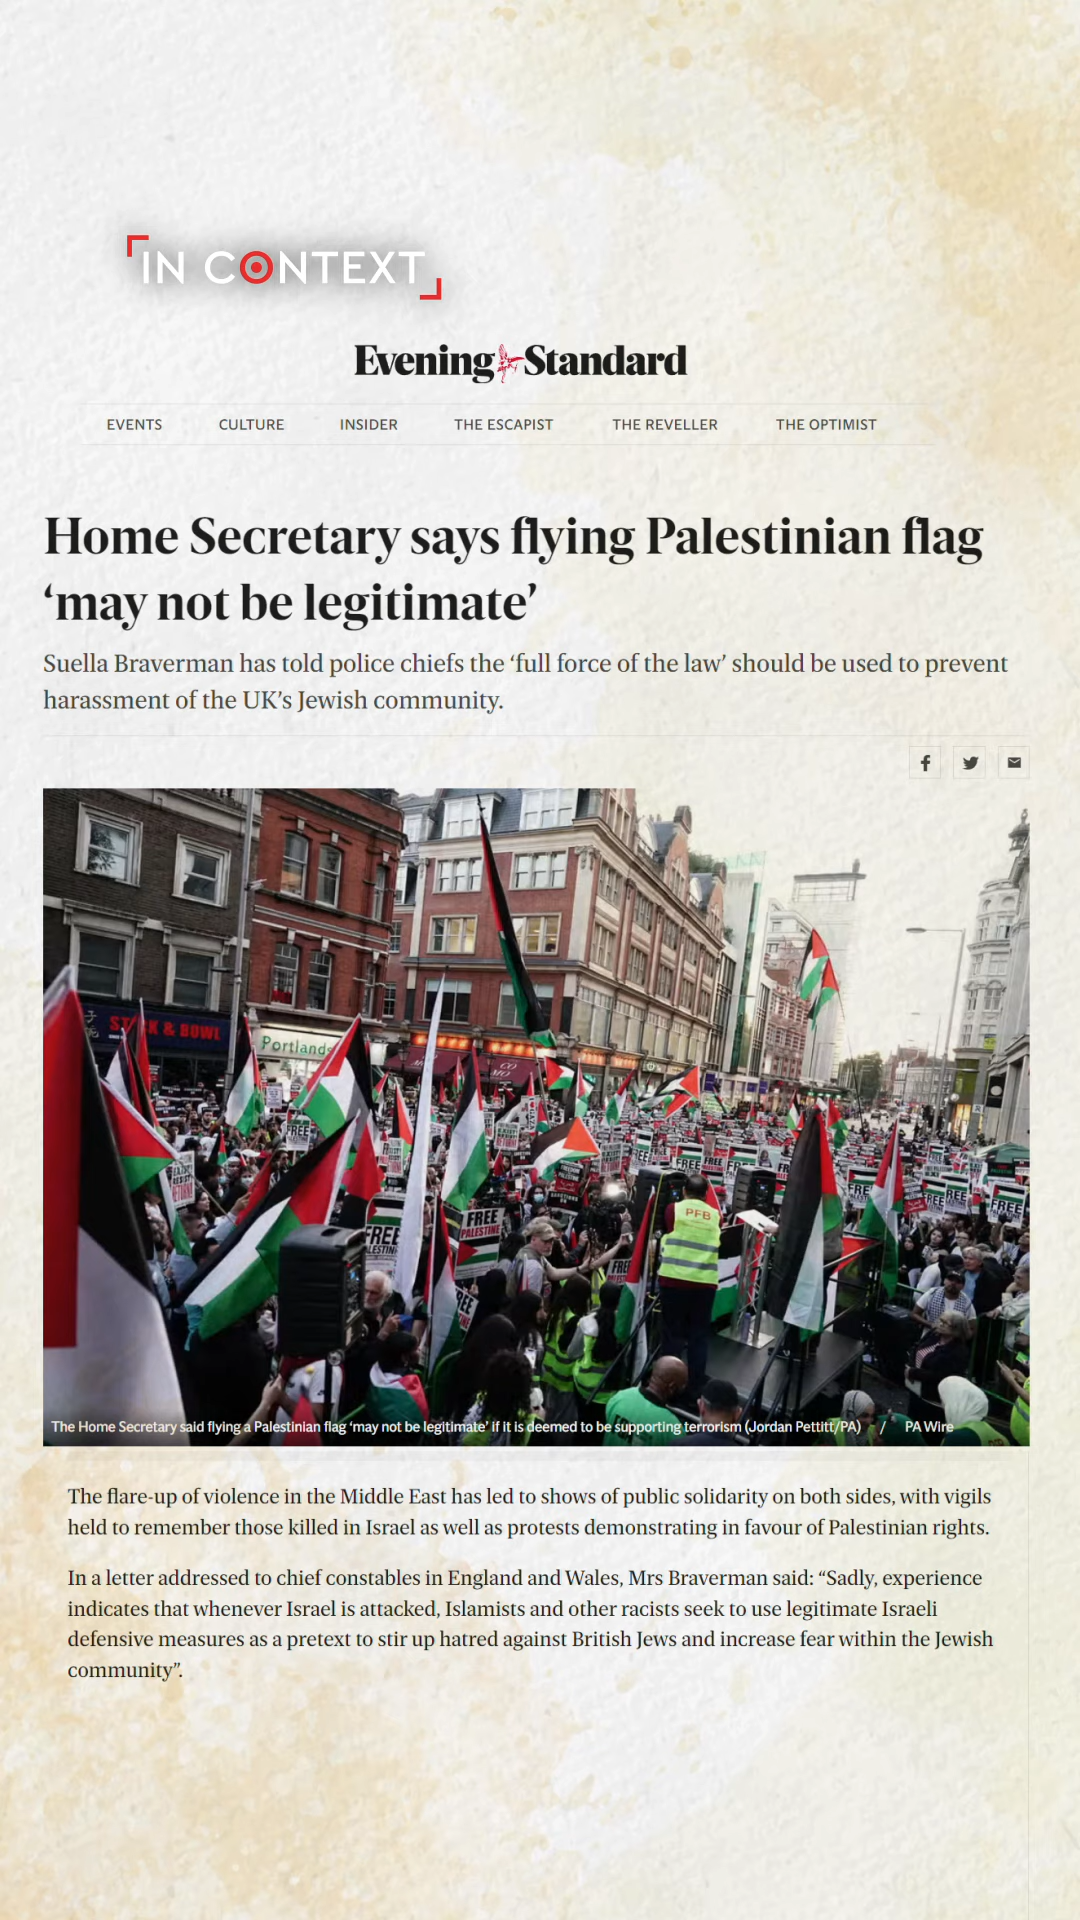 IN CONTEXT
Evening Standard
EVENTS CULTURE INSIDER THE ESCAPIST THE REVELLER THE OPTIMIST
Home Secretary says flying Palestinian flag
‘may not be legitimate’
Suella Braverman has told police chiefs the ‘full force of the law’ should be used to prevent
harassment of the UK’s Jewish community.
& BOWL
Portland
PFB
FREE
PALESTINE
FREE
FREE
FREE
FREE
The Home Secretary said flying a Palestinian flag ‘may not be legitimate’ if it is deemed to be supporting terrorism (Jordan Pettitt/PA) / PA Wire
The flare-up of violence in the Middle East has led to shows of public solidarity on both sides, with vigils
held to remember those killed in Israel as well as protests demonstrating in favour of Palestinian rights.
In a letter addressed to chief constables in England and Wales, Mrs Braverman said: “Sadly, experience
indicates that whenever Israel is attacked, Islamists and other racists seek to use legitimate Israeli
defensive measures as a pretext to stir up hatred against British Jews and increase fear within the Jewish
community”.